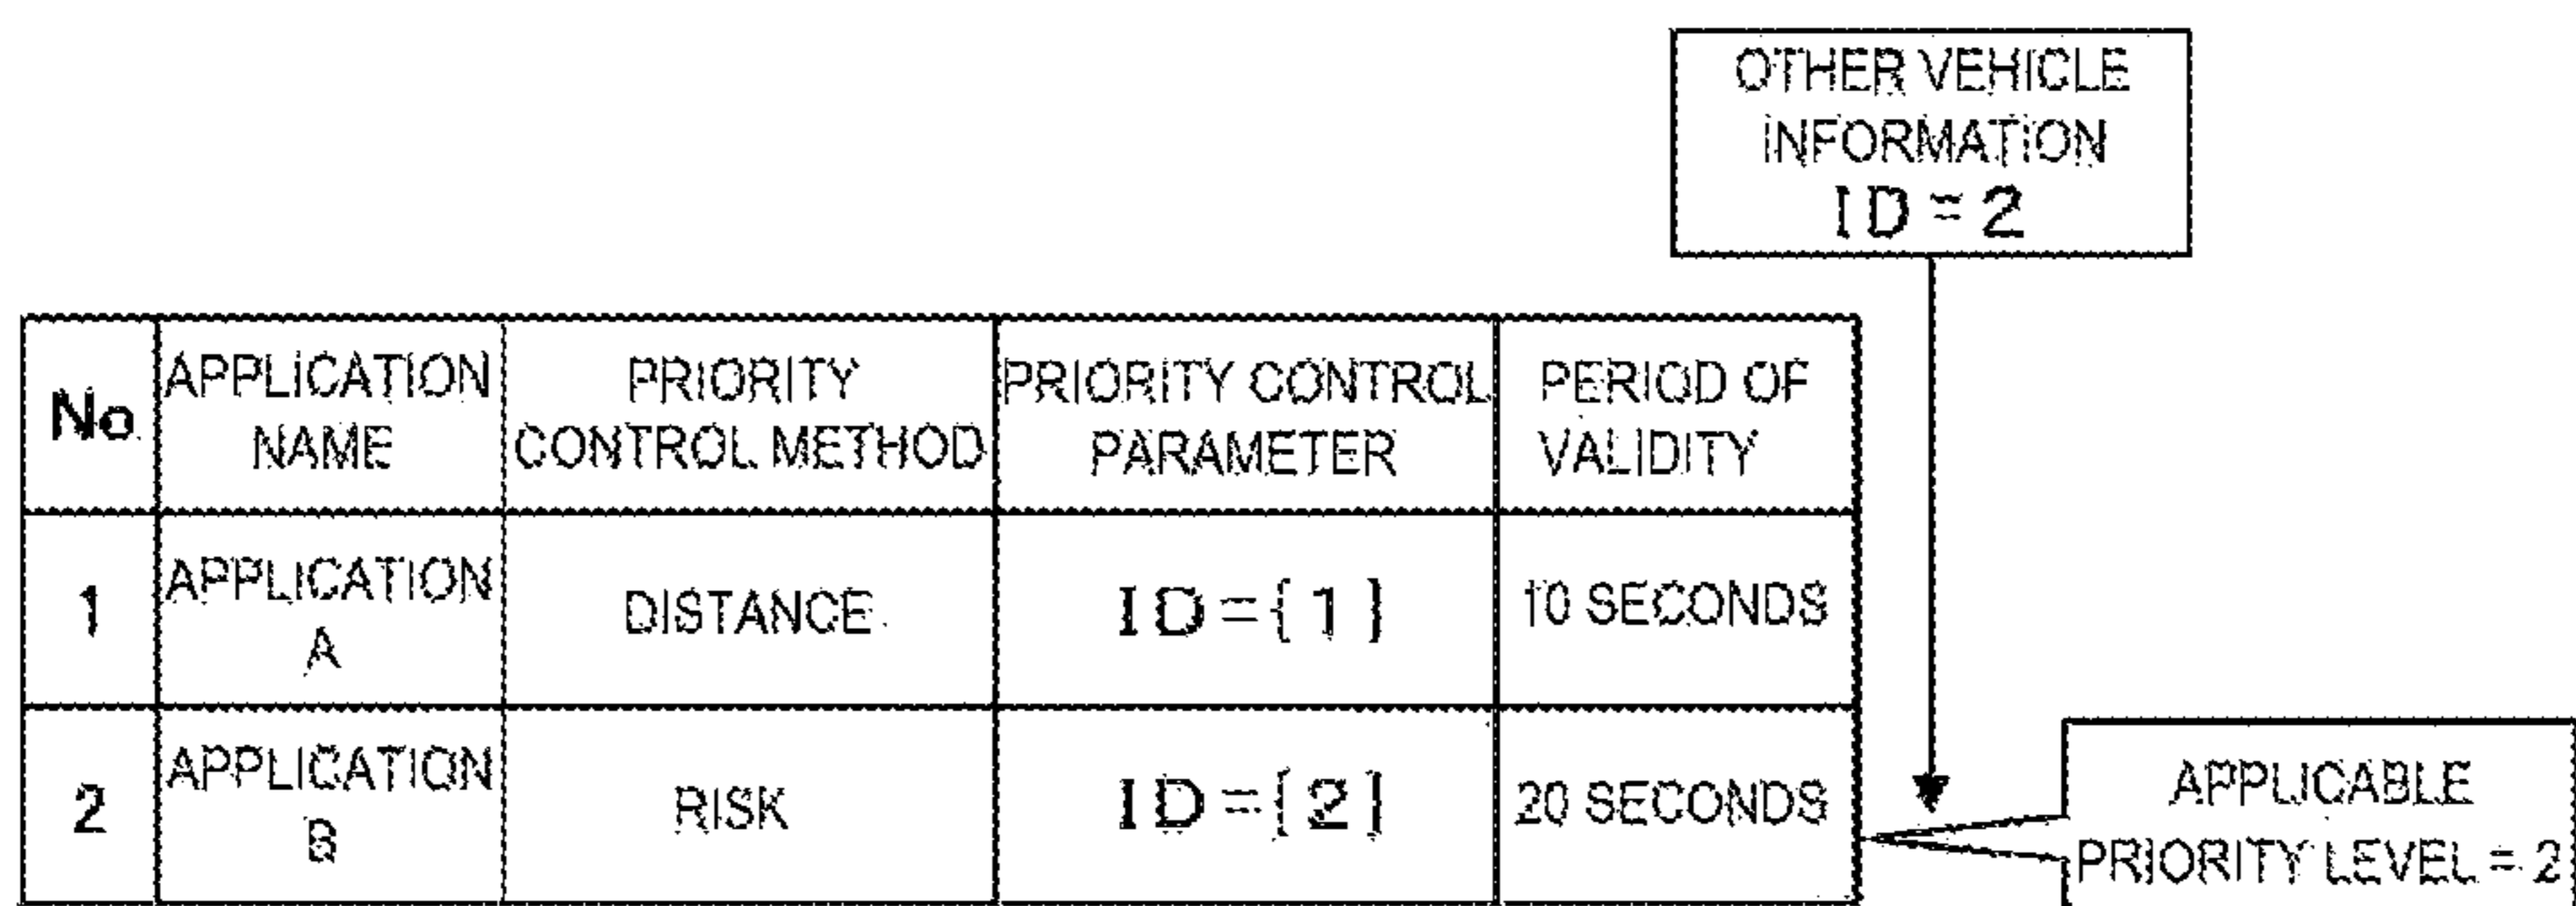 OTHER VEHICLE
INFORMATION
ID = 2
No
APPLICATION
NAME
PRIORITY
CONTROL METHOD
PRIORITY CONTROL
PARAMETER
PERIOD OF
VALIDITY
1
APPLICATION
A
DISTANCE
ID = {1}
10 SECONDS
2
APPLICATION
B
RISK
ID = {2}
20 SECONDS
APPLICABLE
PRIORITY LEVEL = 2